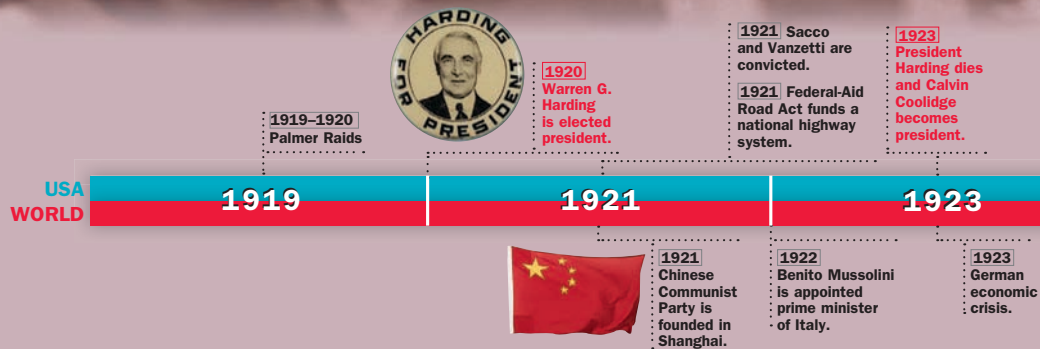 HARDING
FOR PRESIDENT
1919–1920
Palmer Raids
1920
Warren G.
Harding
is elected
president.
1921 Sacco
and Vanzetti are
convicted.
1921 Federal-Aid
Road Act funds a
national highway
system.
1923
President
Harding dies
and Calvin
Coolidge
becomes
president.
USA
WORLD
1919
1921
1923
1921
Chinese
Communist
Party is
founded in
Shanghai.
1922
Benito Mussolini
is appointed
prime minister
of Italy.
1923
German
economic
crisis.